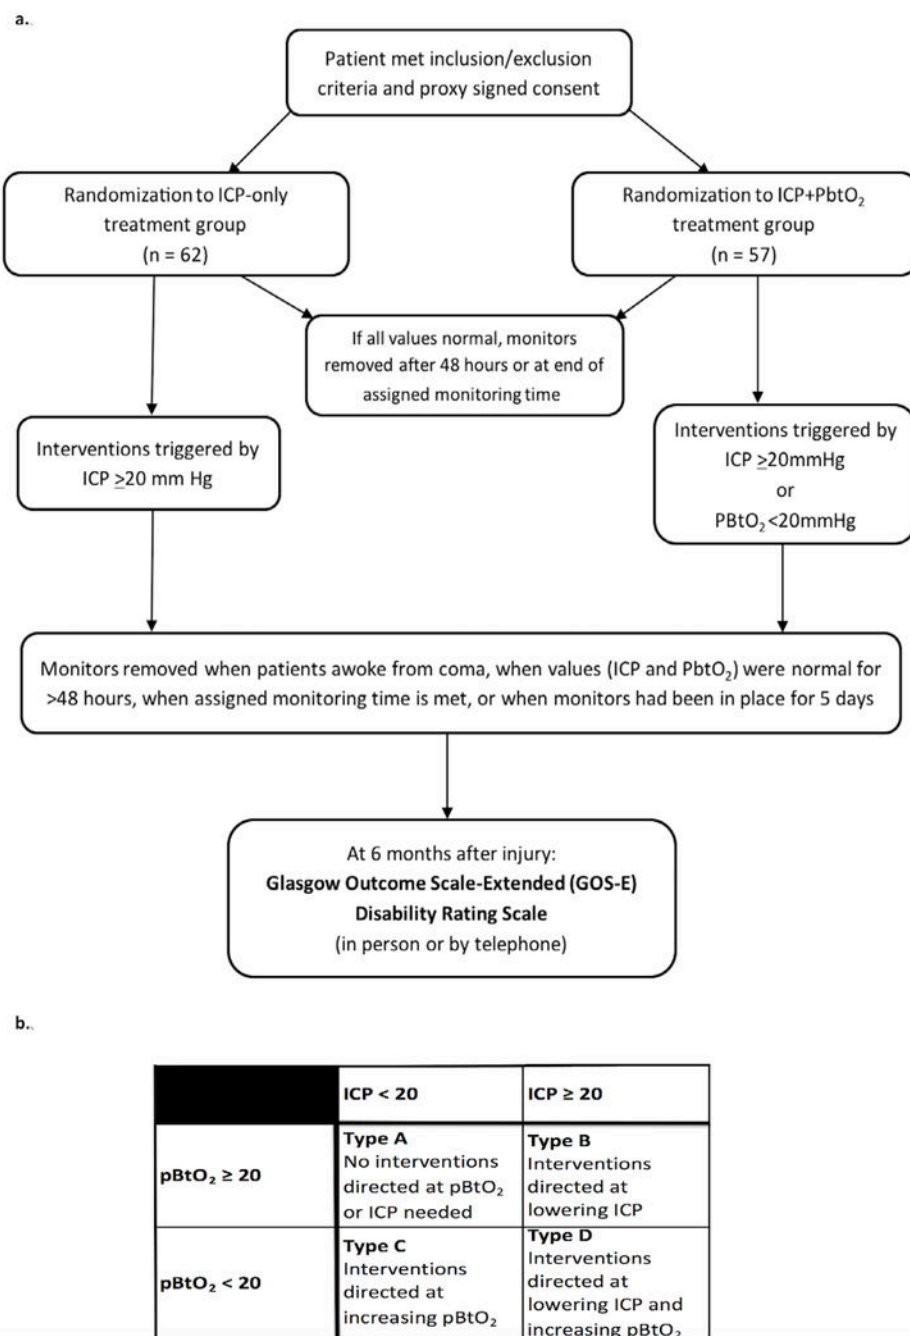 a.
Patient met inclusion/exclusion
criteria and proxy signed consent
Randomization to ICP-only
treatment group
(n = 62)
Randomization to ICP+PbtO₂
treatment group
(n = 57)
If all values normal, monitors
removed after 48 hours or at end of
assigned monitoring time
Interventions triggered by
ICP ≥20 mm Hg
Interventions triggered by
ICP ≥20mmHg
or
PBtO₂<20mmHg
Monitors removed when patients awoke from coma, when values (ICP and PbtO₂) were normal for
>48 hours, when assigned monitoring time is met, or when monitors had been in place for 5 days
At 6 months after injury:
Glasgow Outcome Scale-Extended (GOS-E)
Disability Rating Scale
(in person or by telephone)
b.
ICP < 20
ICP ≥ 20
pBtO₂ ≥ 20
Type A
No interventions
directed at pBtO₂
or ICP needed
Type B
Interventions
directed at
lowering ICP
pBtO₂ < 20
Type C
Interventions
directed at
increasing pBtO₂
Type D
Interventions
directed at
lowering ICP and
increasing pBtO₂